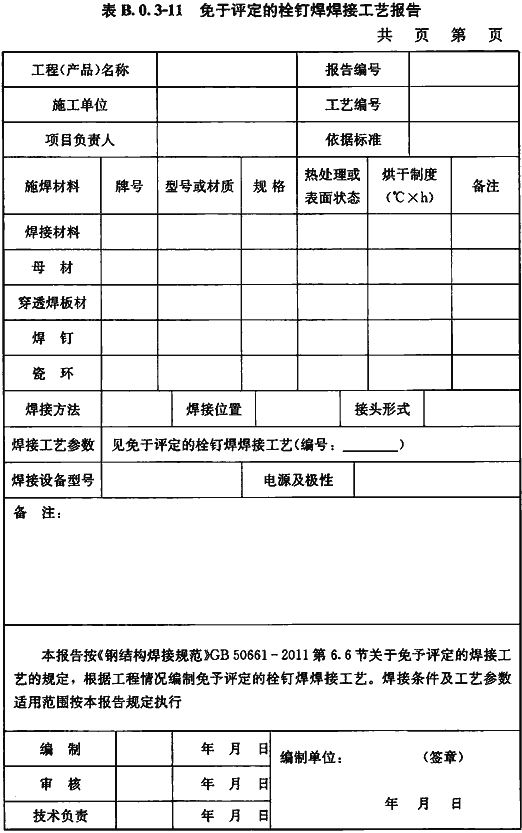 表 B.0.3-11 免于评定的栓钉焊焊接工艺报告
共 页 第 页
工程(产品)名称 报告编号
施工单位 工艺编号
项目负责人 依据标准
施焊材料 牌号 型号或材质 规格 热处理或表面状态 烘干制度(℃×h) 备注
焊接材料
母 材
穿透焊板材
焊 钉
瓷 环
焊接方法 焊接位置 接头形式
焊接工艺参数 见免于评定的栓钉焊焊接工艺(编号：________)
焊接设备型号 电源及极性
备 注：
本报告按《钢结构焊接规范》GB 50661-2011 第 6.6 节关于免予评定的焊接工
艺的规定，根据工程情况编制免予评定的栓钉焊焊接工艺。焊接条件及工艺参数
适用范围按本报告规定执行
编 制 年 月 日 编制单位： (签章)
审 核 年 月 日
年 月 日
技术负责 年 月 日